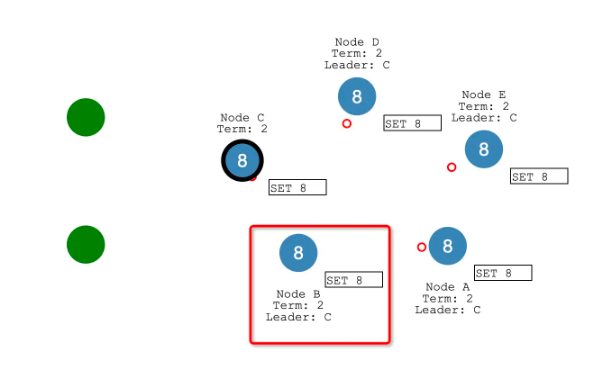 Node D
Term: 2
Leader: C
8
SET 8
Node E
Term: 2
Leader: C
8
SET 8
Node C
Term: 2
8
SET 8
8
SET 8
Node B
Term: 2
Leader: C
8
SET 8
Node A
Term: 2
Leader: C